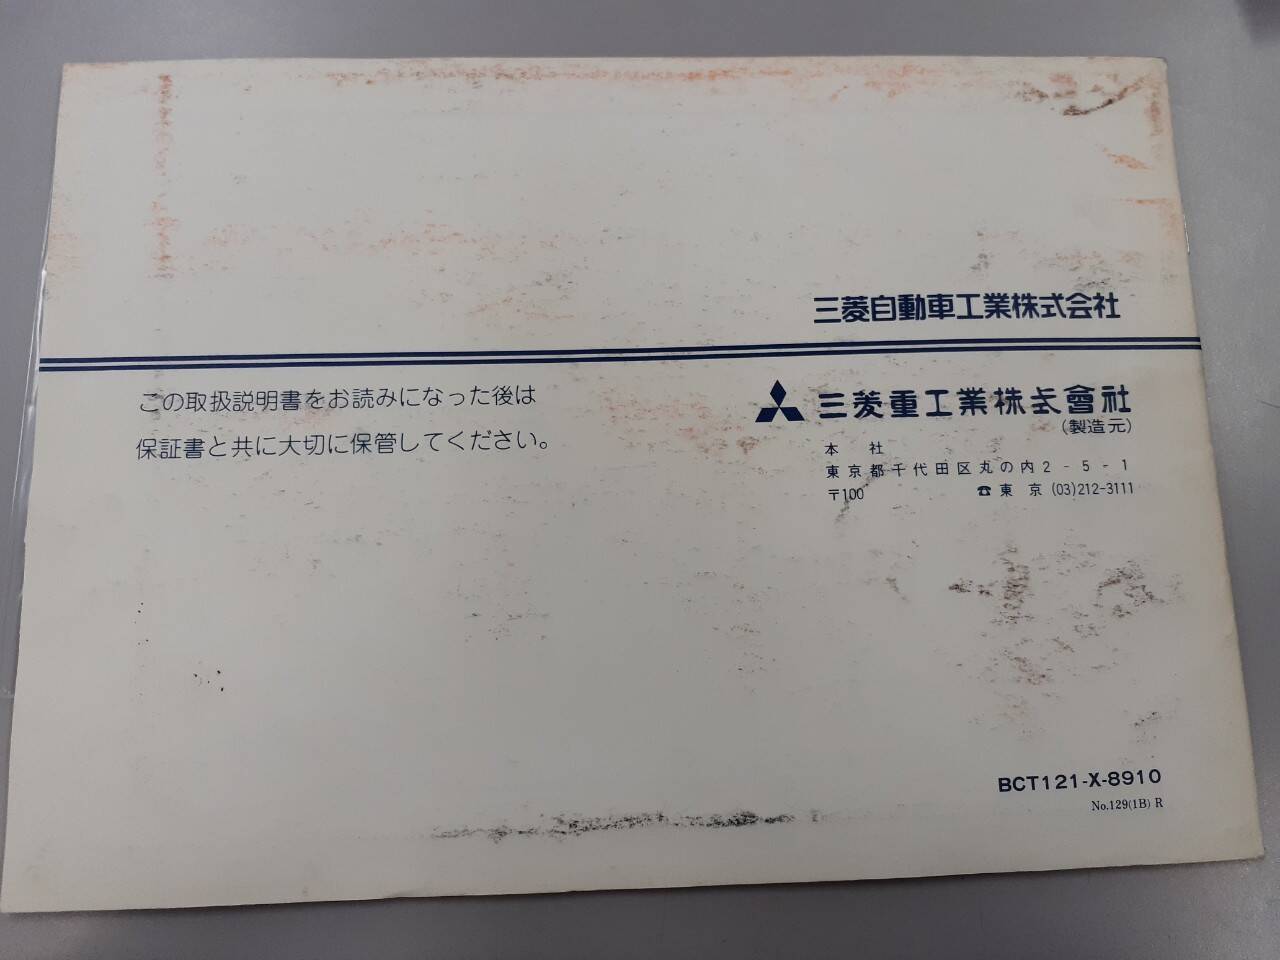 三菱自動車工業株式会社
この取扱説明書をお読みになった後は
保証書と共に大切に保管してください。
三菱重工業株式會社
(製造元)
本 社
東京都千代田区丸の内2-5-1
〒100 ☎東 京 (03)212-3111
BCT121-X-8910
No.129(1B) R